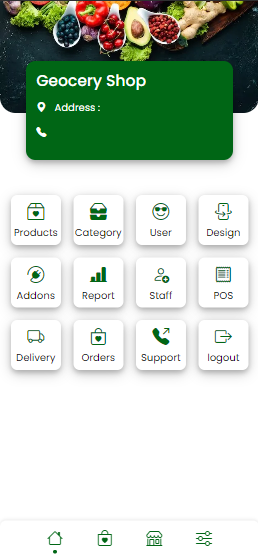 Geocery Shop
Address :
Products
Category
User
Design
Addons
Report
Staff
POS
Delivery
Orders
Support
logout